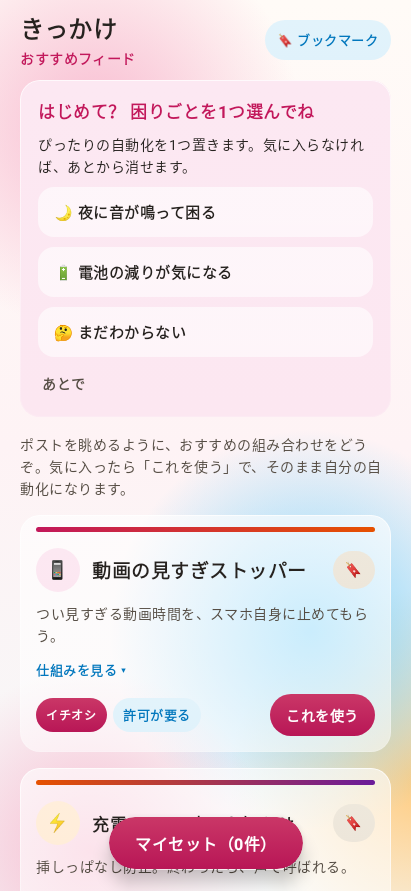 きっかけ
おすすめフィード
ブックマーク
はじめて? 困りごとを1つ選んでね
ぴったりの自動化を1つ置きます。気に入らなけれ
ば、あとから消せます。
夜に音が鳴って困る
電池の減りが気になる
まだわからない
あとで
ポストを眺めるように、おすすめの組み合わせをどう
ぞ。気に入ったら「これを使う」で、そのまま自分の自
動化になります。
動画の見すぎストッパー
つい見すぎる動画時間を、スマホ自身に止めてもら
う。
仕組みを見る ▾
イチオシ
許可が要る
これを使う
充電
マイセット（0件）
挿しっぱなし防止。終わったら、声で呼ばれる。